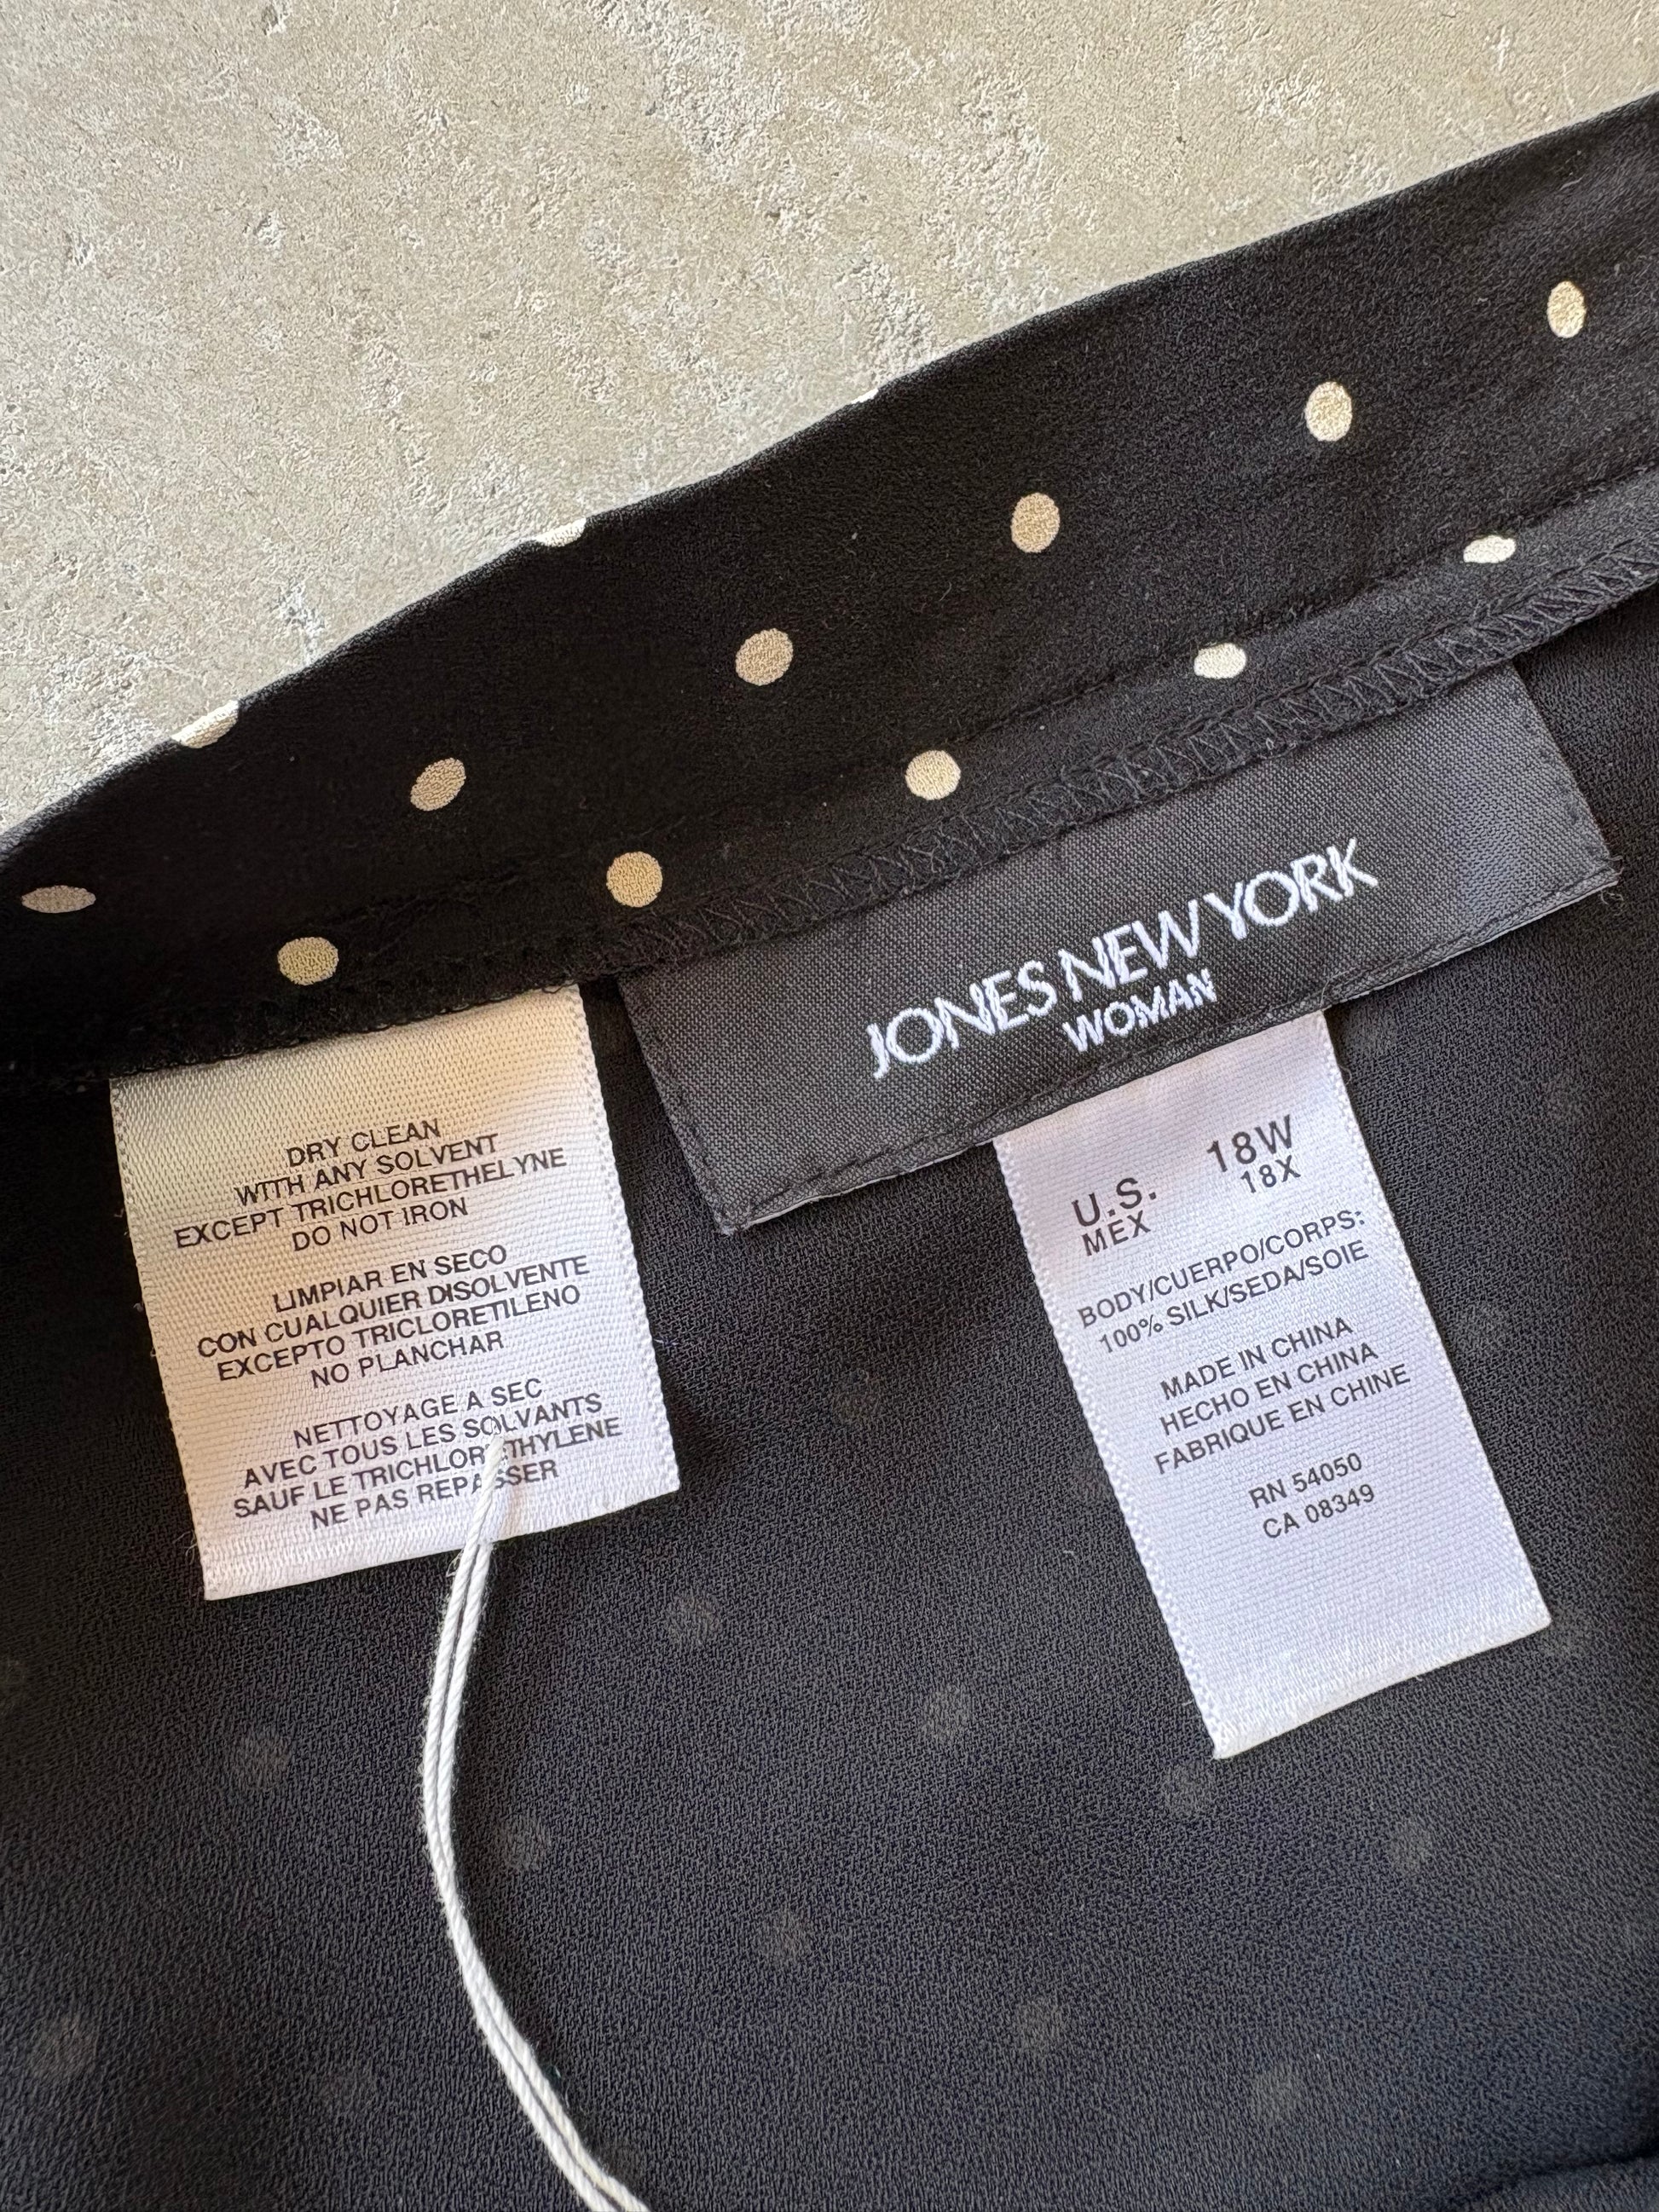 JONES NEW YORK
WOMAN
DRY CLEAN
WITH ANY SOLVENT
EXCEPT TRICHLORETHELYNE
DO NOT IRON
LIMPIAR EN SECO
CON CUALQUIER DISOLVENTE
EXCEPTO TRICLORETILENO
NO PLANCHAR
NETTOYAGE A SEC
AVEC TOUS LES SOLVANTS
SAUF LE TRICHLORETHYLENE
NE PAS REPASSER
U.S. 18W
MEX 18X
BODY/CUERPO/CORPS:
100% SILK/SEDA/SOIE
MADE IN CHINA
HECHO EN CHINA
FABRIQUE EN CHINE
RN 54050
CA 08349